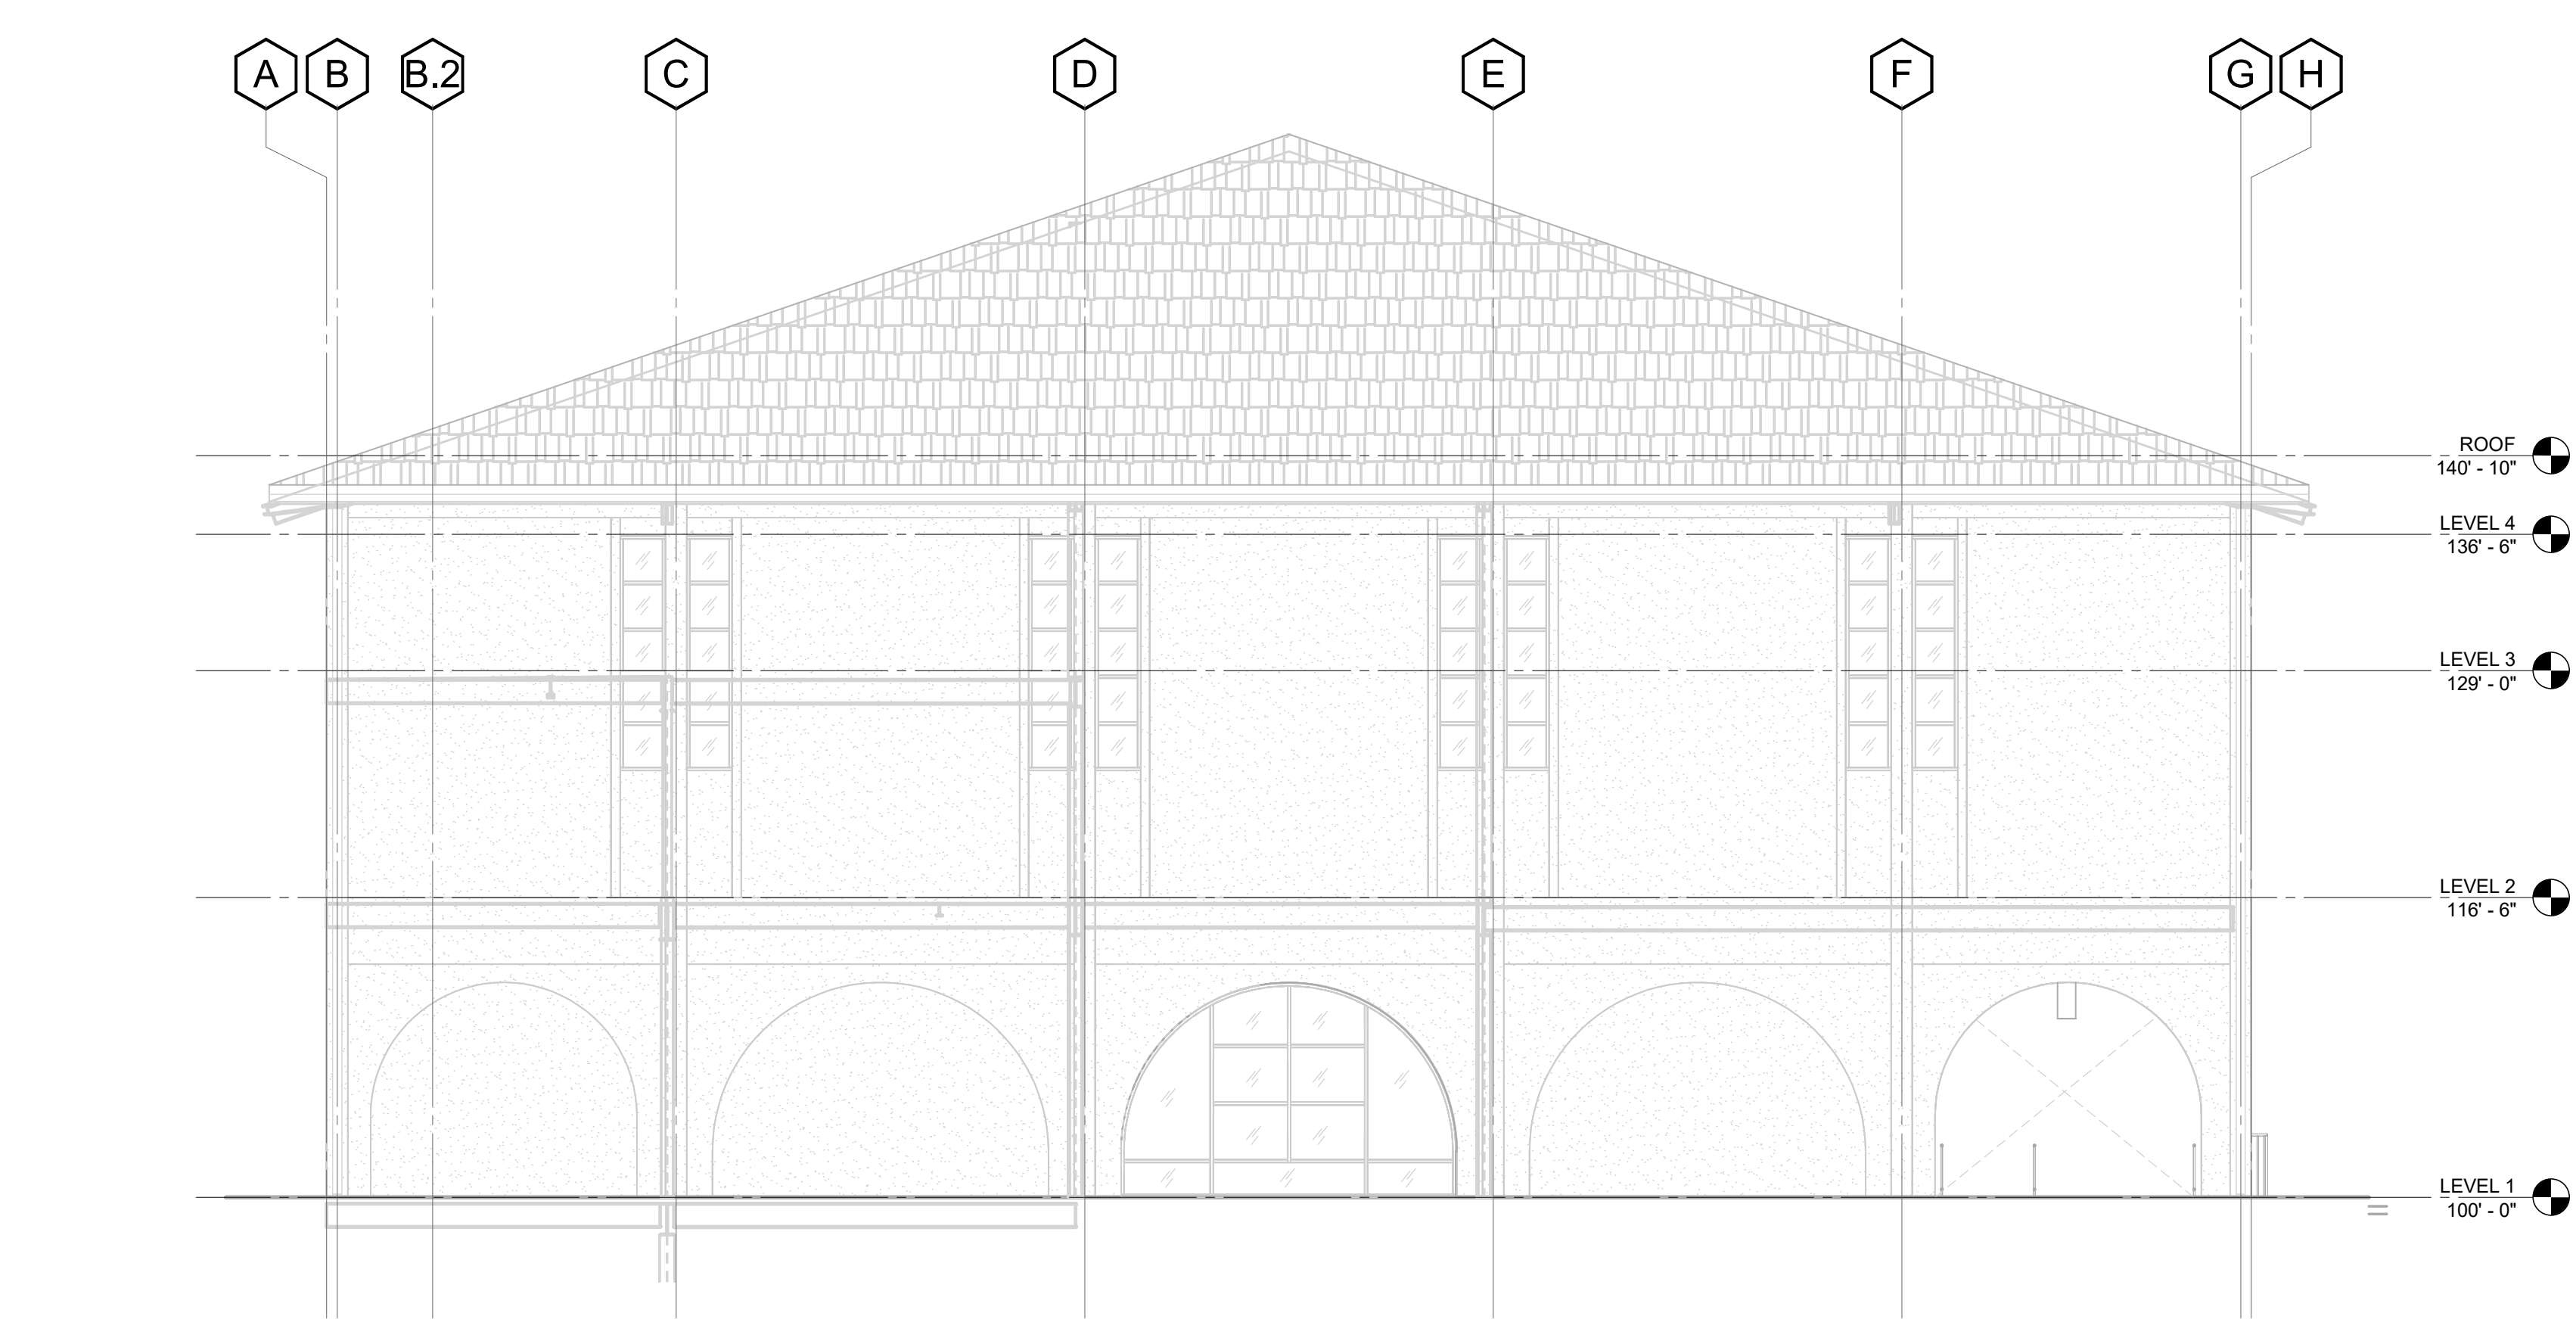 A B B.2 C D E F G H
ROOF
140' - 10"
LEVEL 4
136' - 6"
LEVEL 3
129' - 0"
LEVEL 2
116' - 6"
LEVEL 1
100' - 0"